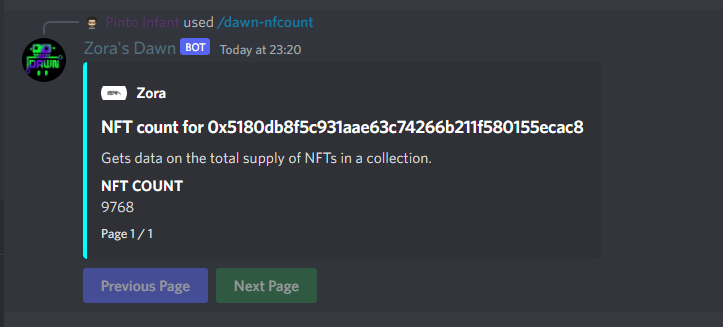 Pinto Infant used /dawn-nfcount
DAWN
Zora's Dawn BOT Today at 23:20
Zora
NFT count for 0x5180db8f5c931aae63c74266b211f580155ecac8
Gets data on the total supply of NFTs in a collection.
NFT COUNT
9768
Page 1 / 1
Previous Page Next Page